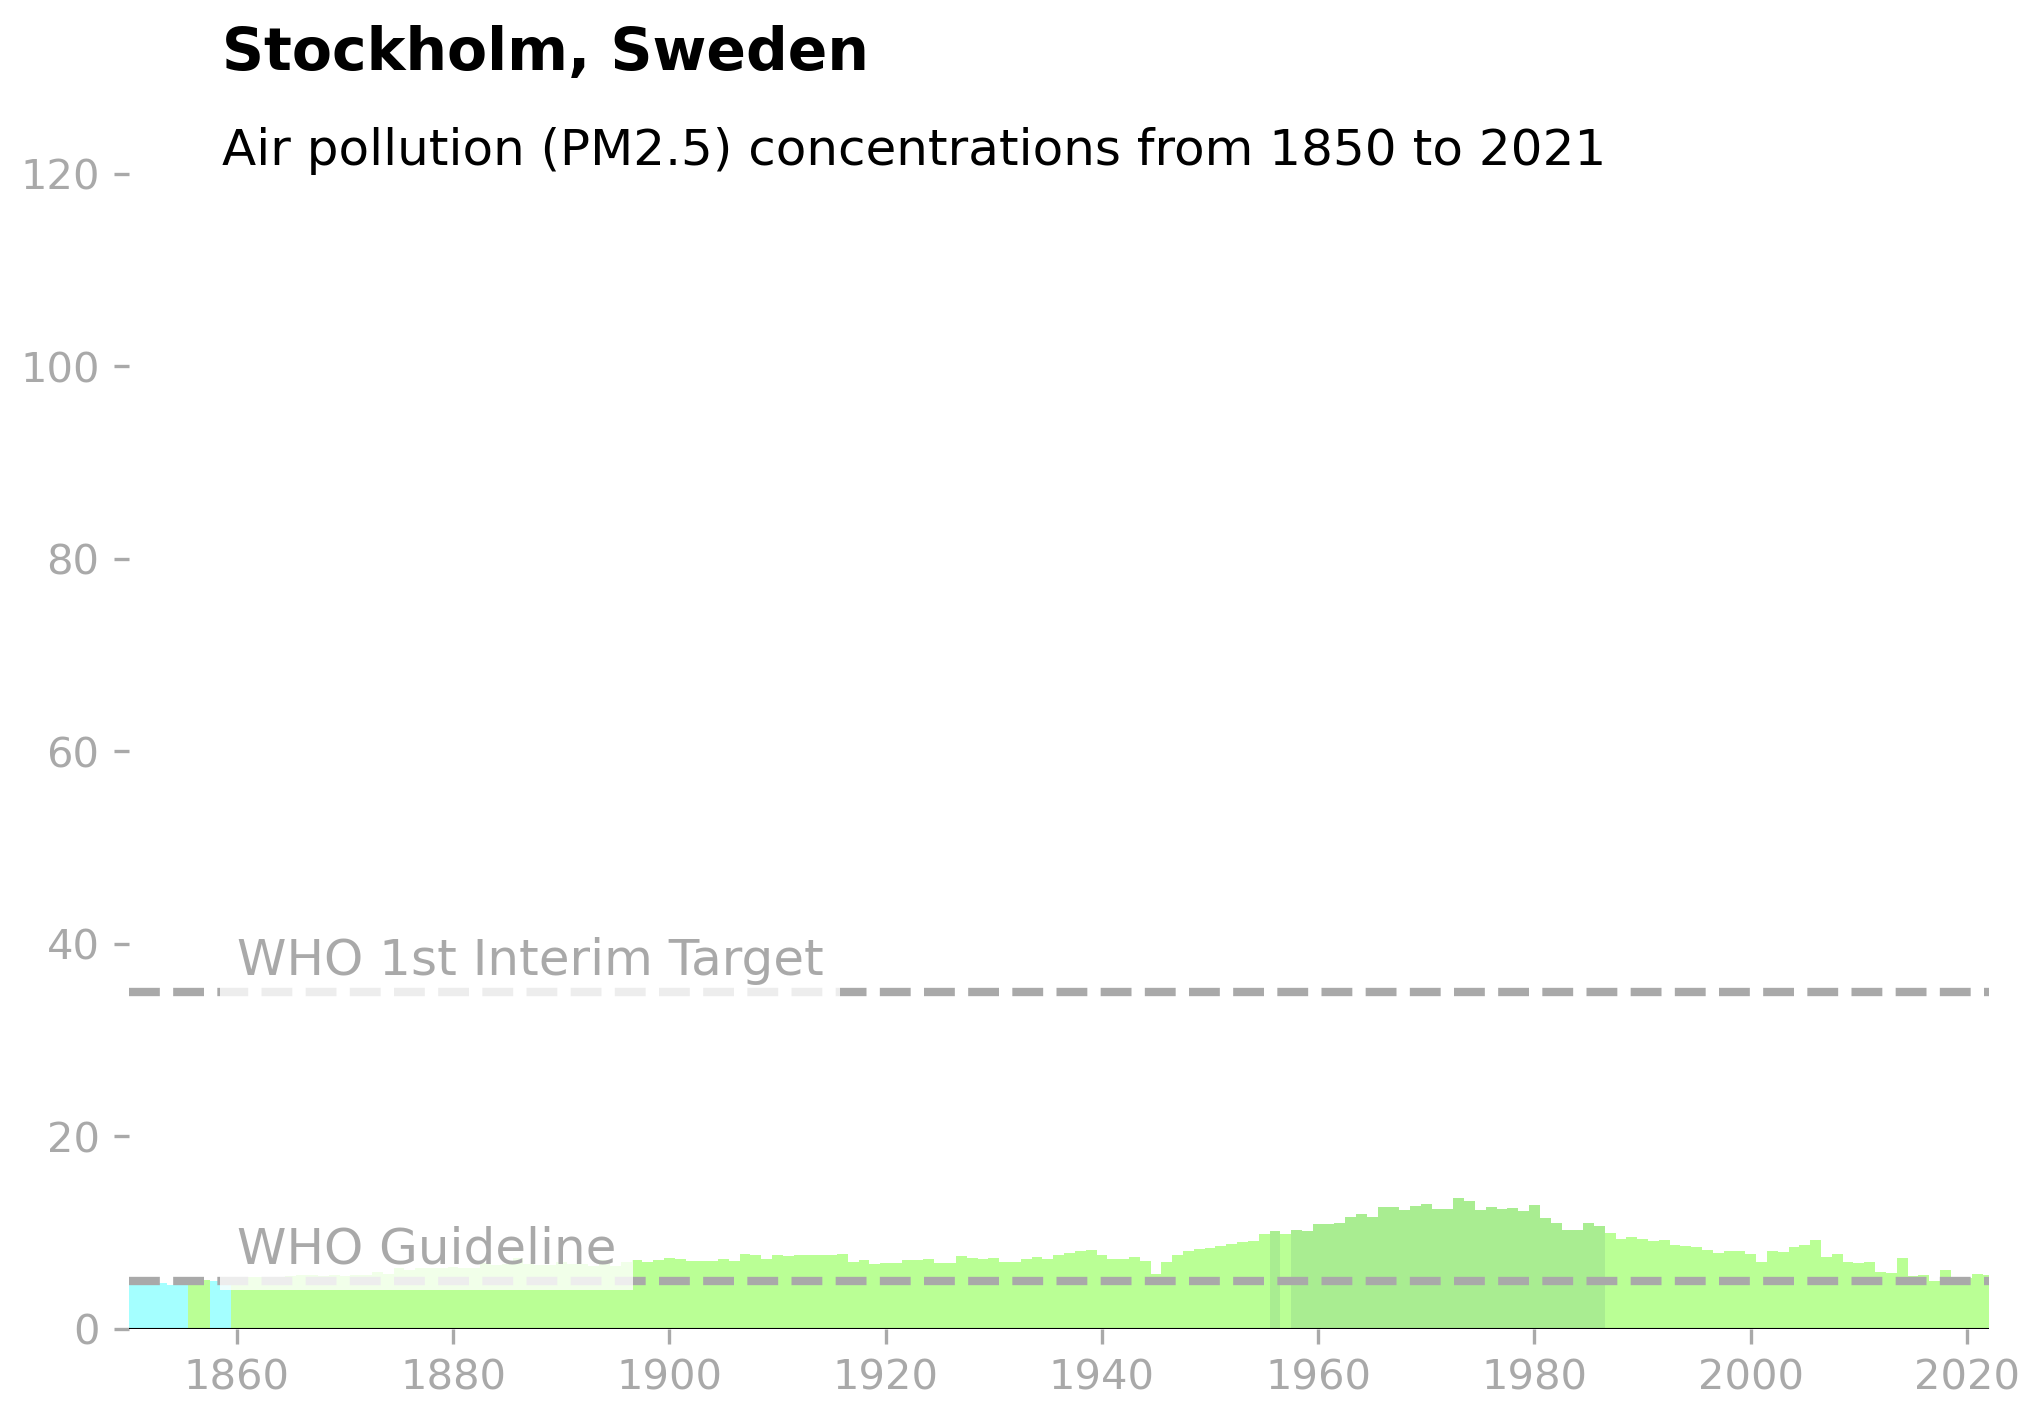 Stockholm, Sweden
Air pollution (PM2.5) concentrations from 1850 to 2021
120
100
80
60
40
WHO 1st Interim Target
20
WHO Guideline
0
1860 1880 1900 1920 1940 1960 1980 2000 2020